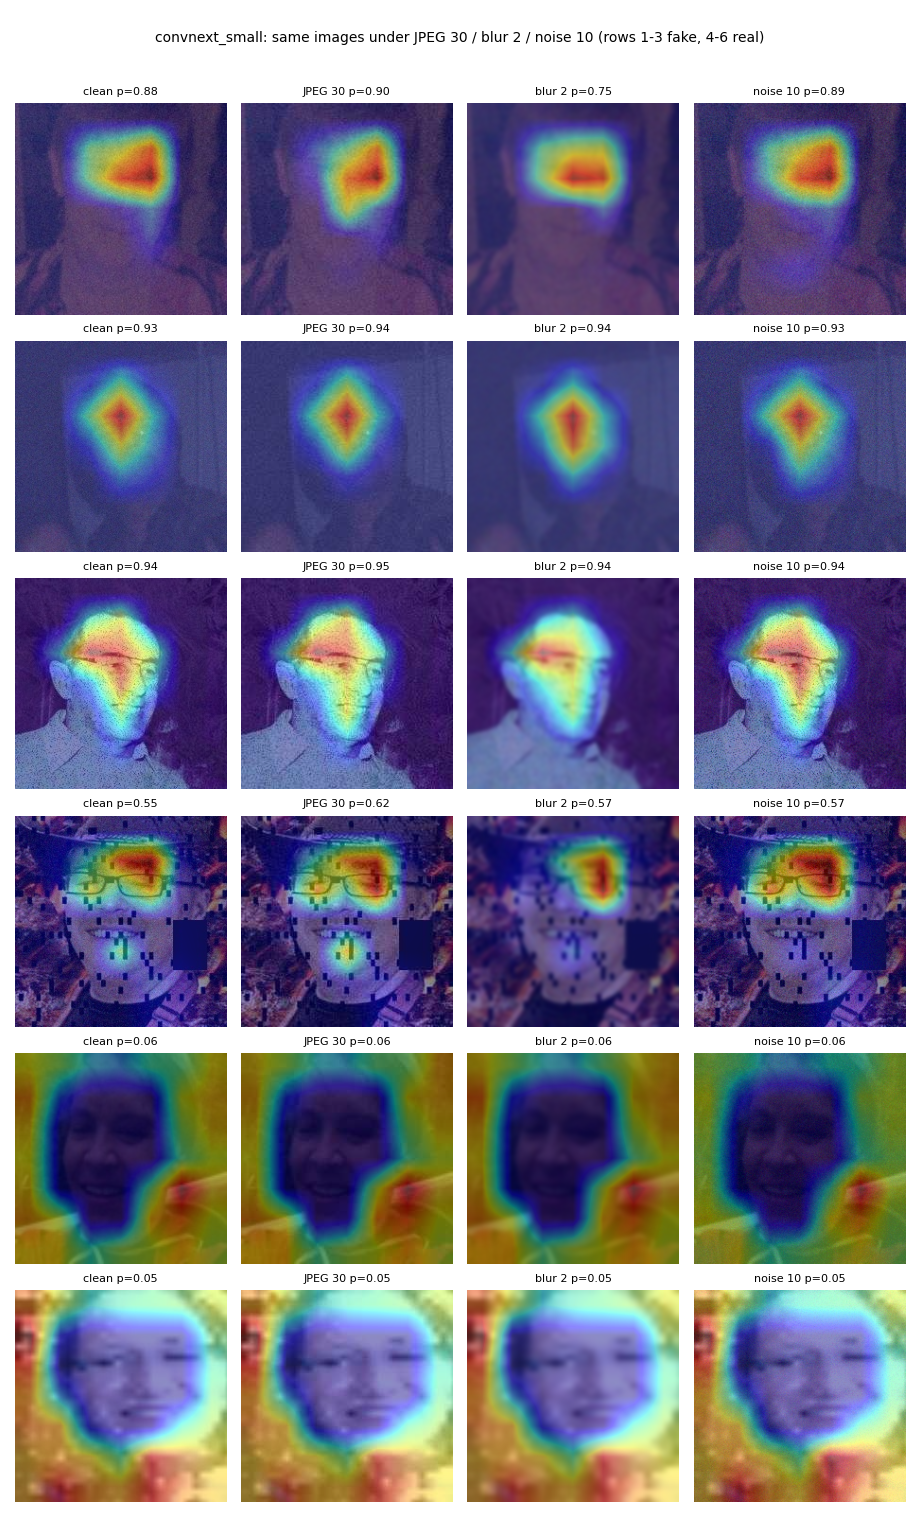 convnext_small: same images under JPEG 30 / blur 2 / noise 10 (rows 1-3 fake, 4-6 real)
clean p=0.88 JPEG 30 p=0.90 blur 2 p=0.75 noise 10 p=0.89
clean p=0.93 JPEG 30 p=0.94 blur 2 p=0.94 noise 10 p=0.93
clean p=0.94 JPEG 30 p=0.95 blur 2 p=0.94 noise 10 p=0.94
clean p=0.55 JPEG 30 p=0.62 blur 2 p=0.57 noise 10 p=0.57
clean p=0.06 JPEG 30 p=0.06 blur 2 p=0.06 noise 10 p=0.06
clean p=0.05 JPEG 30 p=0.05 blur 2 p=0.05 noise 10 p=0.05